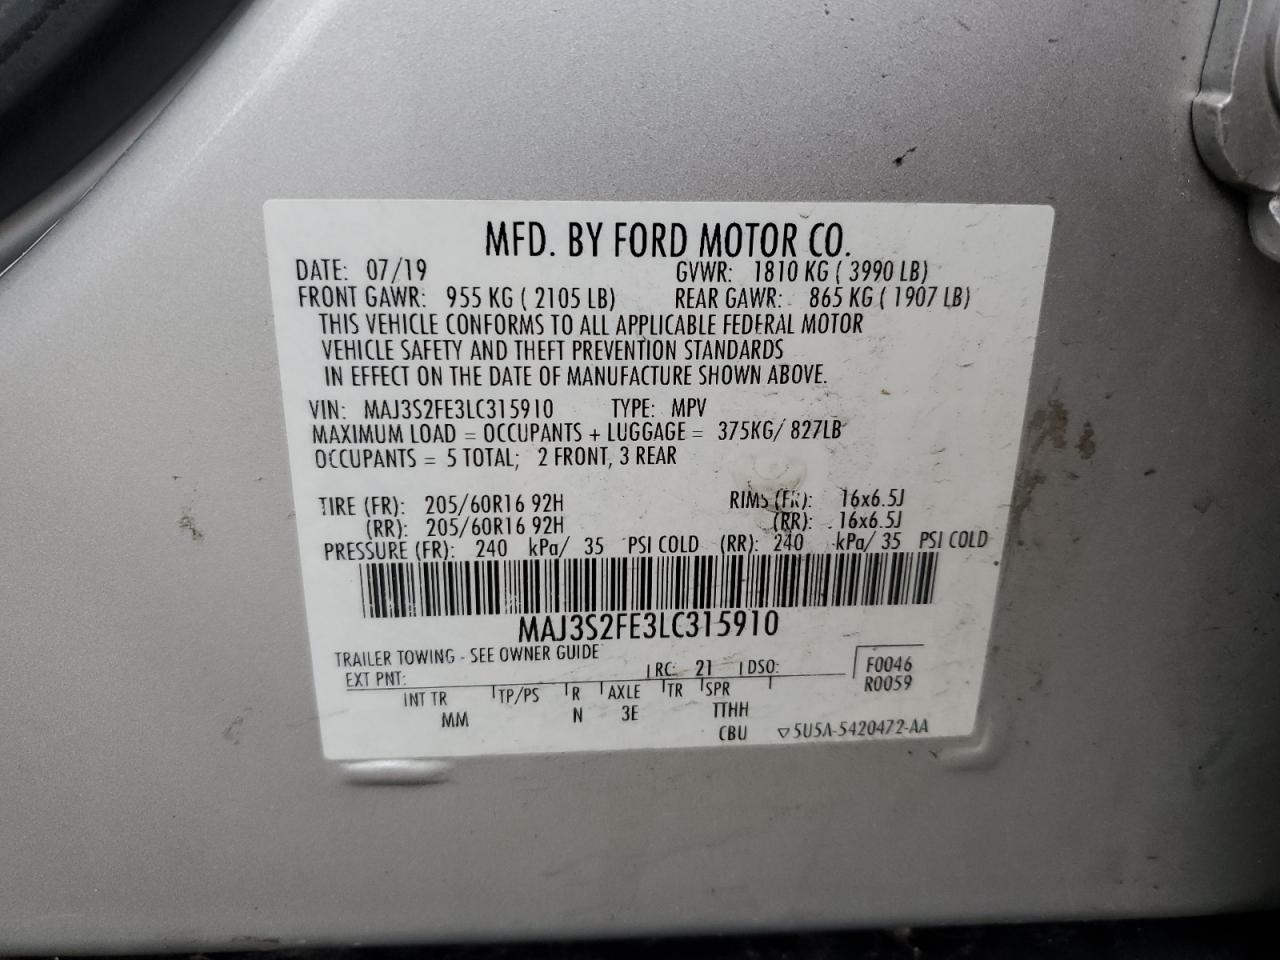 MFD. BY FORD MOTOR CO.
DATE: 07/19 GVWR: 1810 KG ( 3990 LB)
FRONT GAWR: 955 KG ( 2105 LB) REAR GAWR: 865 KG ( 1907 LB)
THIS VEHICLE CONFORMS TO ALL APPLICABLE FEDERAL MOTOR
VEHICLE SAFETY AND THEFT PREVENTION STANDARDS
IN EFFECT ON THE DATE OF MANUFACTURE SHOWN ABOVE.
VIN: MAJ3S2FE3LC315910 TYPE: MPV
MAXIMUM LOAD = OCCUPANTS + LUGGAGE = 375KG/ 827LB
OCCUPANTS = 5 TOTAL; 2 FRONT, 3 REAR
TIRE (FR): 205/60R16 92H RIMS (FR): 16x6.5J
(RR): 205/60R16 92H (RR): 16x6.5J
PRESSURE (FR): 240 kPa/ 35 PSI COLD (RR): 240 kPa/ 35 PSI COLD
MAJ3S2FE3LC315910
TRAILER TOWING - SEE OWNER GUIDE
EXT PNT: RC: 21 DSO: F0046
R0059
INT TR TP/PS R AXLE TR SPR
MM N 3E TTHH
CBU ▽5U5A-5420472-AA